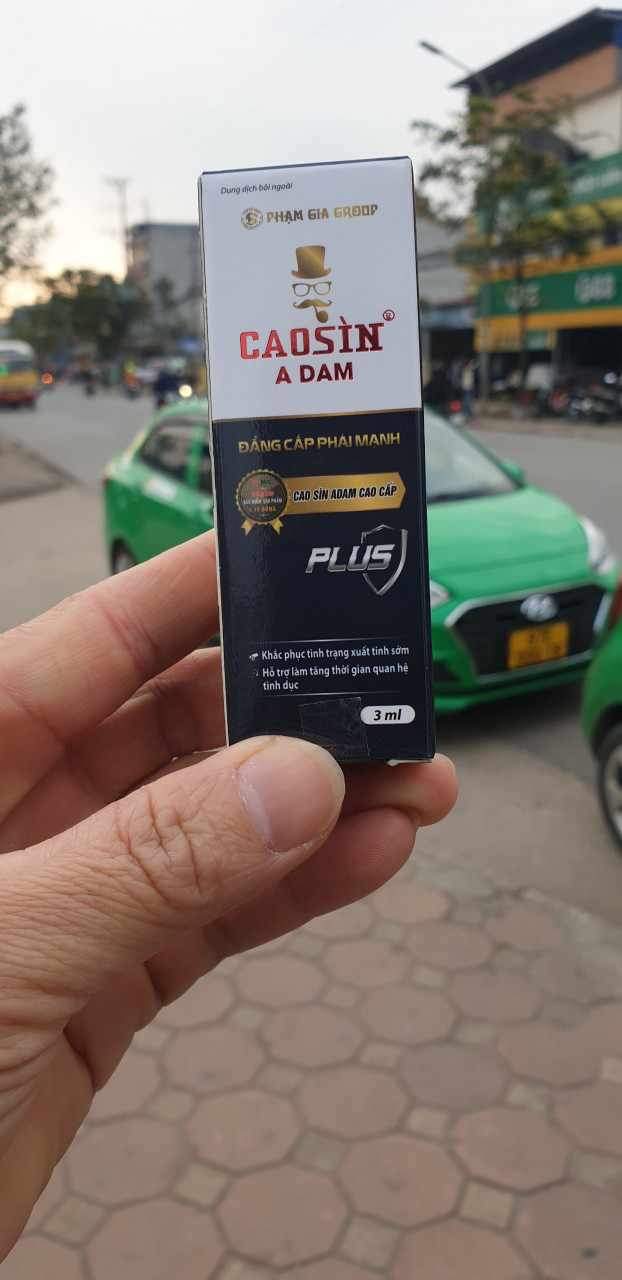 Dung dịch bôi ngoài
PHẠM GIA GROUP
CAOSÌN®
A DAM
ĐẲNG CẤP PHÁI MẠNH
CAO SÌN ADAM CAO CẤP
PLUS
Khắc phục tình trạng xuất tinh sớm
Hỗ trợ làm tăng thời gian quan hệ
tình dục
3 ml